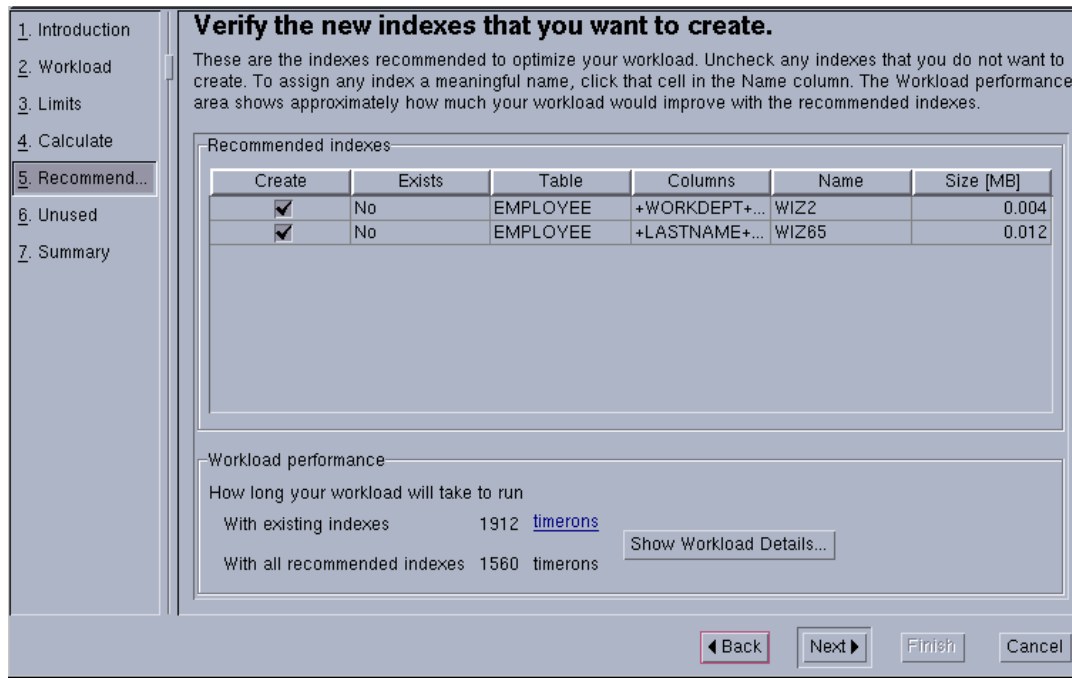 1. Introduction
2. Workload
3. Limits
4. Calculate
5. Recommend...
6. Unused
7. Summary
Verify the new indexes that you want to create.
These are the indexes recommended to optimize your workload. Uncheck any indexes that you do not want to
create. To assign any index a meaningful name, click that cell in the Name column. The Workload performance
area shows approximately how much your workload would improve with the recommended indexes.
Recommended indexes
Create Exists Table Columns Name Size [MB]
No EMPLOYEE +WORKDEPT+... WIZ2 0.004
No EMPLOYEE +LASTNAME+... WIZ65 0.012
Workload performance
How long your workload will take to run
With existing indexes 1912 timerons
Show Workload Details...
With all recommended indexes 1560 timerons
Back Next Finish Cancel